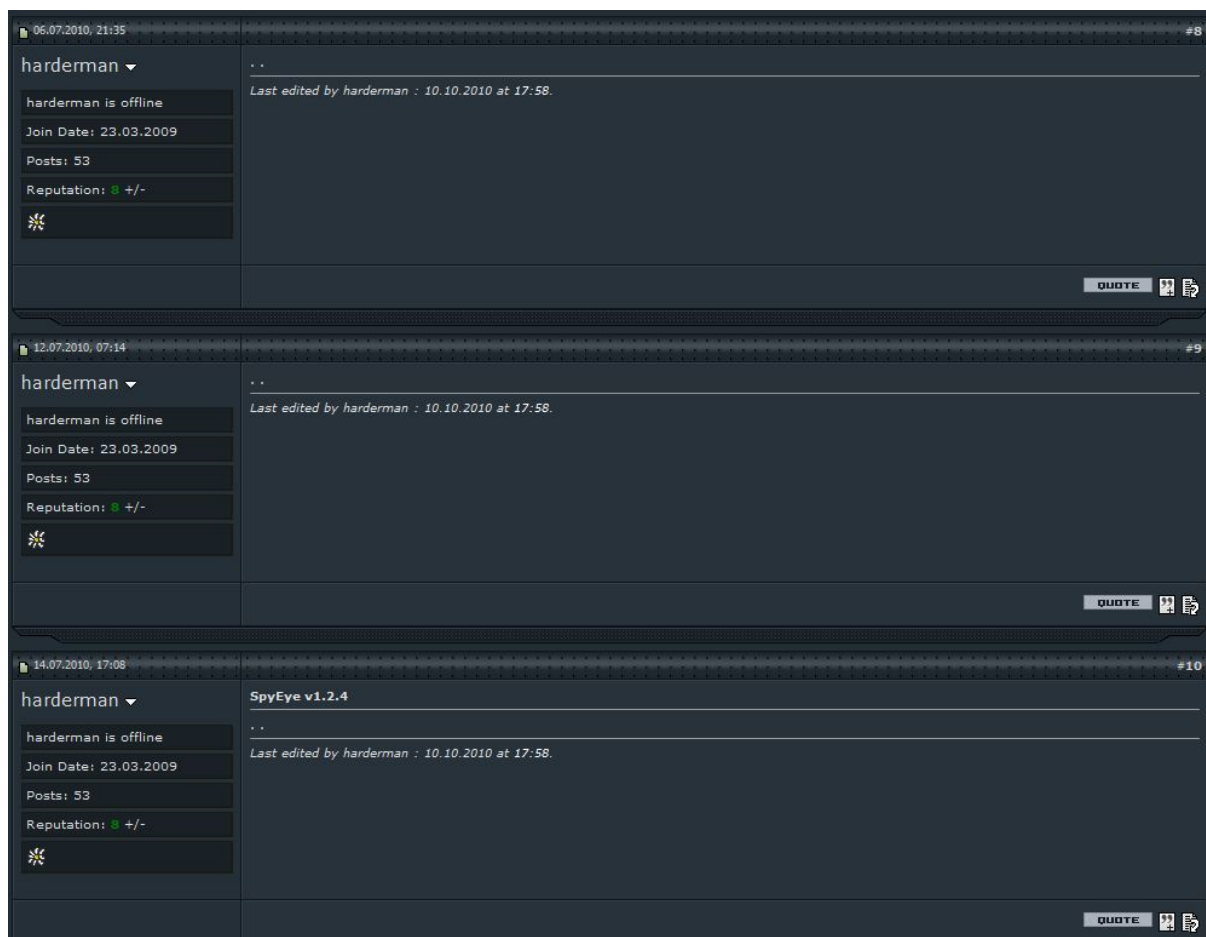 06.07.2010, 21:35 #8
harderman
. .
Last edited by harderman : 10.10.2010 at 17:58.
harderman is offline
Join Date: 23.03.2009
Posts: 53
Reputation: 8 +/-
QUOTE
12.07.2010, 07:14 #9
harderman
. .
Last edited by harderman : 10.10.2010 at 17:58.
harderman is offline
Join Date: 23.03.2009
Posts: 53
Reputation: 8 +/-
QUOTE
14.07.2010, 17:08 #10
harderman
SpyEye v1.2.4
. .
Last edited by harderman : 10.10.2010 at 17:58.
harderman is offline
Join Date: 23.03.2009
Posts: 53
Reputation: 8 +/-
QUOTE